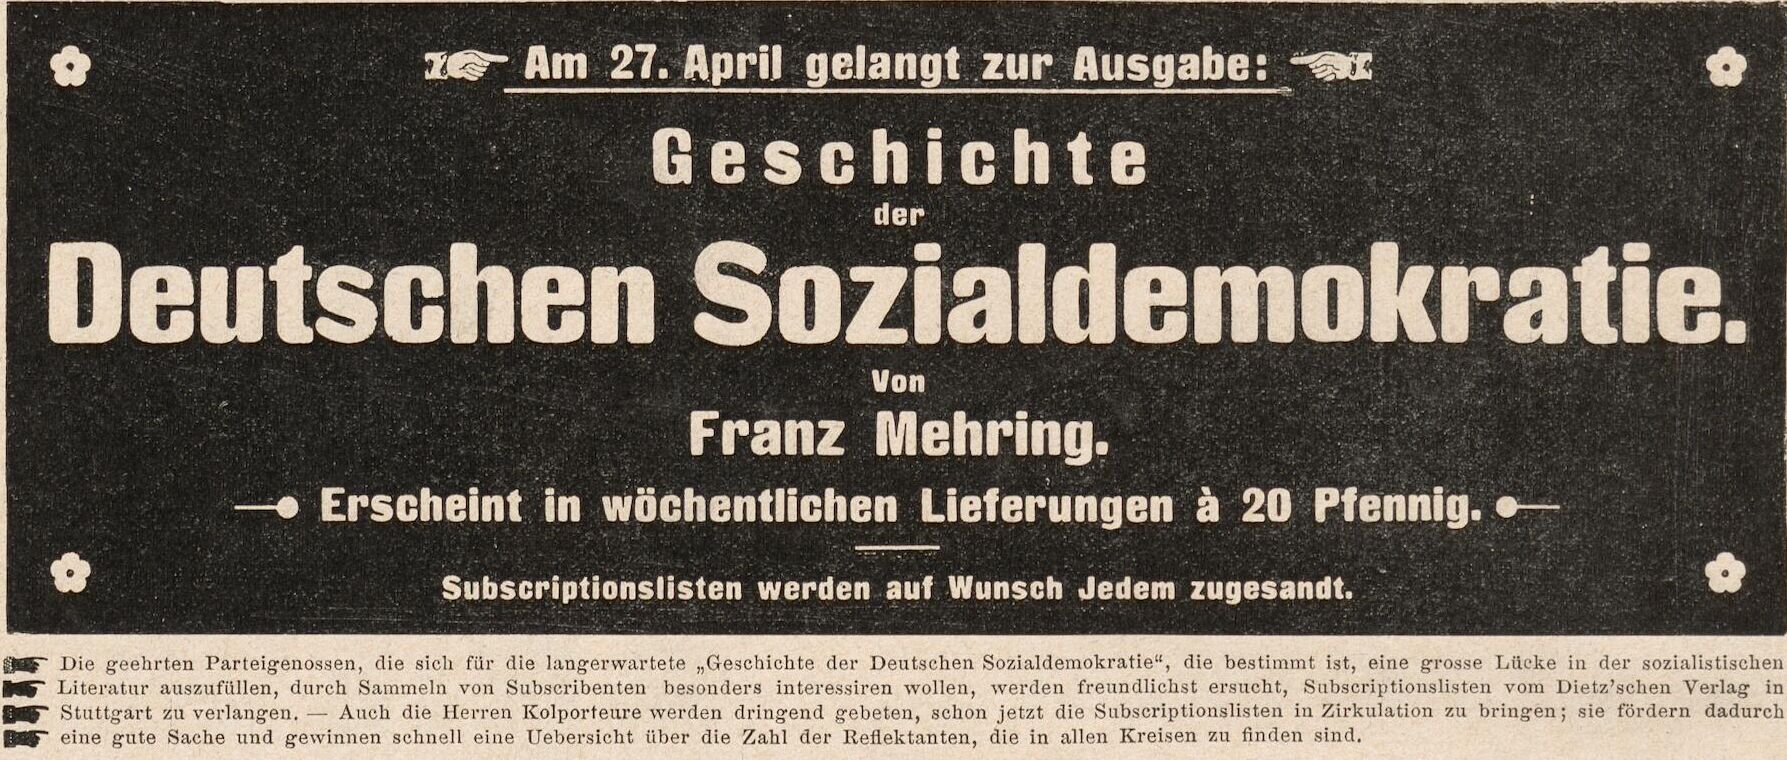 Am 27. April gelangt zur Ausgabe:
Geschichte
der
Deutschen Sozialdemokratie.
Von
Franz Mehring.
Erscheint in wöchentlichen Lieferungen à 20 Pfennig.
Subscriptionslisten werden auf Wunsch Jedem zugesandt.
Die geehrten Parteigenossen, die sich für die langerwartete „Geschichte der Deutschen Sozialdemokratie“, die bestimmt ist, eine grosse Lücke in der sozialistischen
Literatur auszufüllen, durch Sammeln von Subscribenten besonders interessiren wollen, werden freundlichst ersucht, Subscriptionslisten vom Dietz’schen Verlag in
Stuttgart zu verlangen. — Auch die Herren Kolporteure werden dringend gebeten, schon jetzt die Subscriptionslisten in Zirkulation zu bringen; sie fördern dadurch
eine gute Sache und gewinnen schnell eine Uebersicht über die Zahl der Reflektanten, die in allen Kreisen zu finden sind.